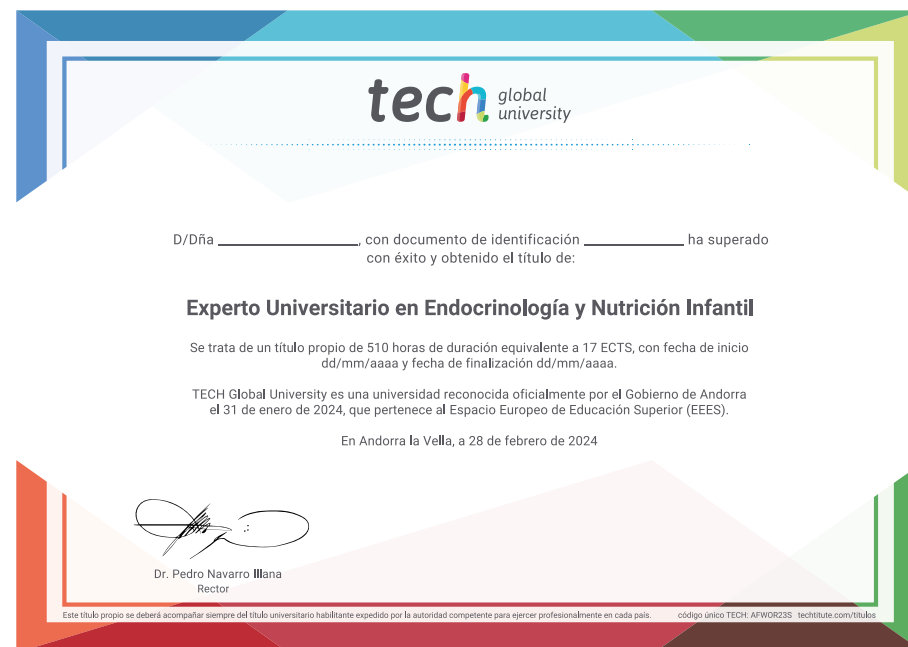 tech global university
D/Dña ______________, con documento de identificación __________ ha superado
con éxito y obtenido el título de:
Experto Universitario en Endocrinología y Nutrición Infantil
Se trata de un título propio de 510 horas de duración equivalente a 17 ECTS, con fecha de inicio
dd/mm/aaaa y fecha de finalización dd/mm/aaaa.
TECH Global University es una universidad reconocida oficialmente por el Gobierno de Andorra
el 31 de enero de 2024, que pertenece al Espacio Europeo de Educación Superior (EEES).
En Andorra la Vella, a 28 de febrero de 2024
Dr. Pedro Navarro Illana
Rector
Este título propio se deberá acompañar siempre del título universitario habilitante expedido por la autoridad competente para ejercer profesionalmente en cada país. código único TECH: AFWOR23S techtitute.com/titulos